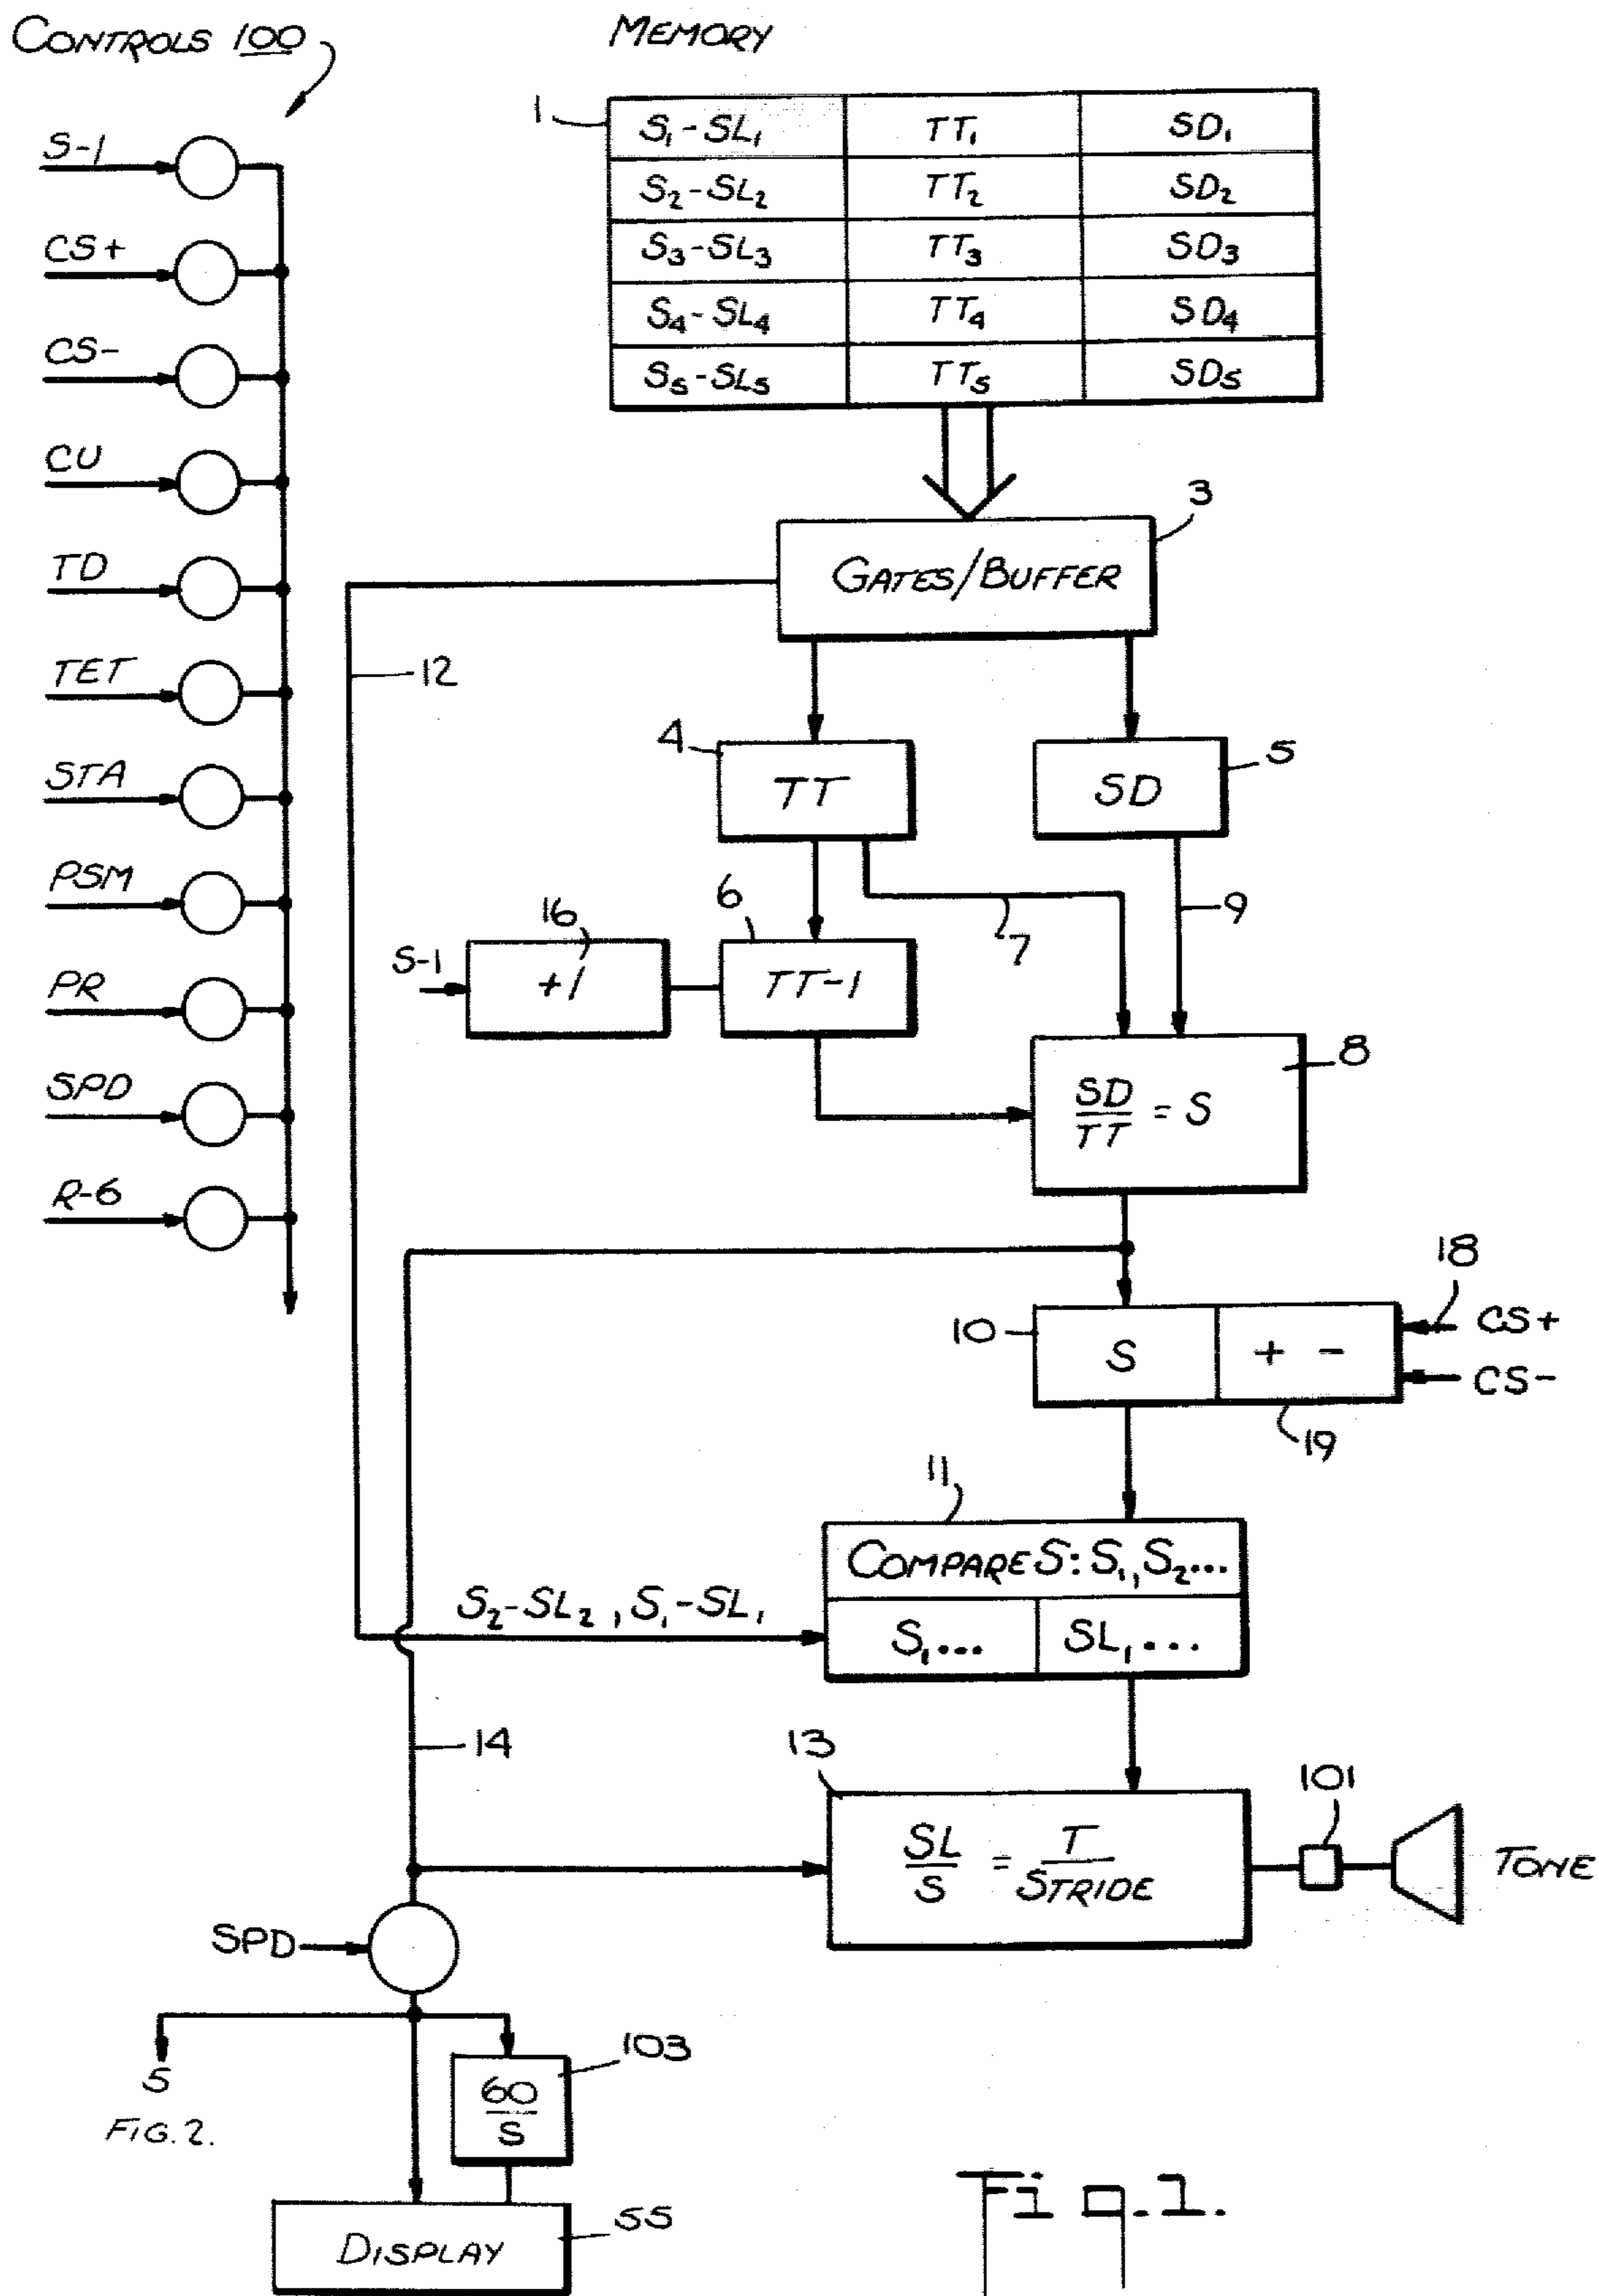 CONTROLS 100
MEMORY
1
S₁-SL₁ TT₁ SD₁
S₂-SL₂ TT₂ SD₂
S₃-SL₃ TT₃ SD₃
S₄-SL₄ TT₄ SD₄
S₅-SL₅ TT₅ SD₅
S-1
CS+
CS-
CU
TD
TET
STA
PSM
PR
SPD
R-6
3
GATES/BUFFER
12
4
TT
5
SD
16
6
7
9
S-1
+1
TT-1
8
SD
TT
= S
18
10
S
+ -
CS+
CS-
19
11
COMPARE S: S₁, S₂...
S₂-SL₂, S₁-SL₁
S₁...
SL₁...
14
13
SL
S
=
T
STRIDE
101
TONE
SPD
S
FIG. 2.
103
60
S
55
DISPLAY
Fig. 1.